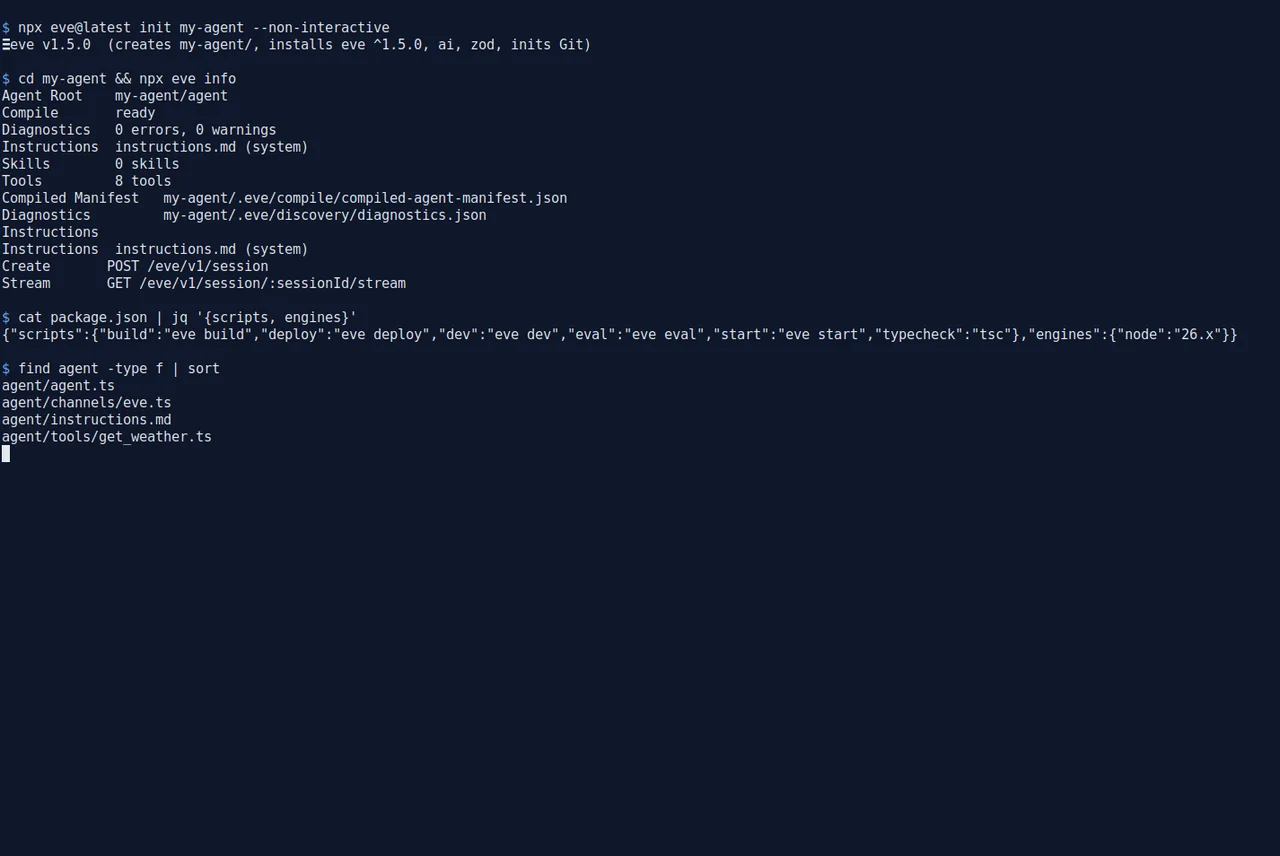 $ npx eve@latest init my-agent --non-interactive
☰eve v1.5.0  (creates my-agent/, installs eve ^1.5.0, ai, zod, inits Git)
$ cd my-agent && npx eve info
Agent Root    my-agent/agent
Compile       ready
Diagnostics   0 errors, 0 warnings
Instructions  instructions.md (system)
Skills        0 skills
Tools         8 tools
Compiled Manifest   my-agent/.eve/compile/compiled-agent-manifest.json
Diagnostics         my-agent/.eve/discovery/diagnostics.json
Instructions
Instructions  instructions.md (system)
Create       POST /eve/v1/session
Stream       GET /eve/v1/session/:sessionId/stream
$ cat package.json | jq '{scripts, engines}'
{"scripts":{"build":"eve build","deploy":"eve deploy","dev":"eve dev","eval":"eve eval","start":"eve start","typecheck":"tsc"},"engines":{"node":"26.x"}}
$ find agent -type f | sort
agent/agent.ts
agent/channels/eve.ts
agent/instructions.md
agent/tools/get_weather.ts